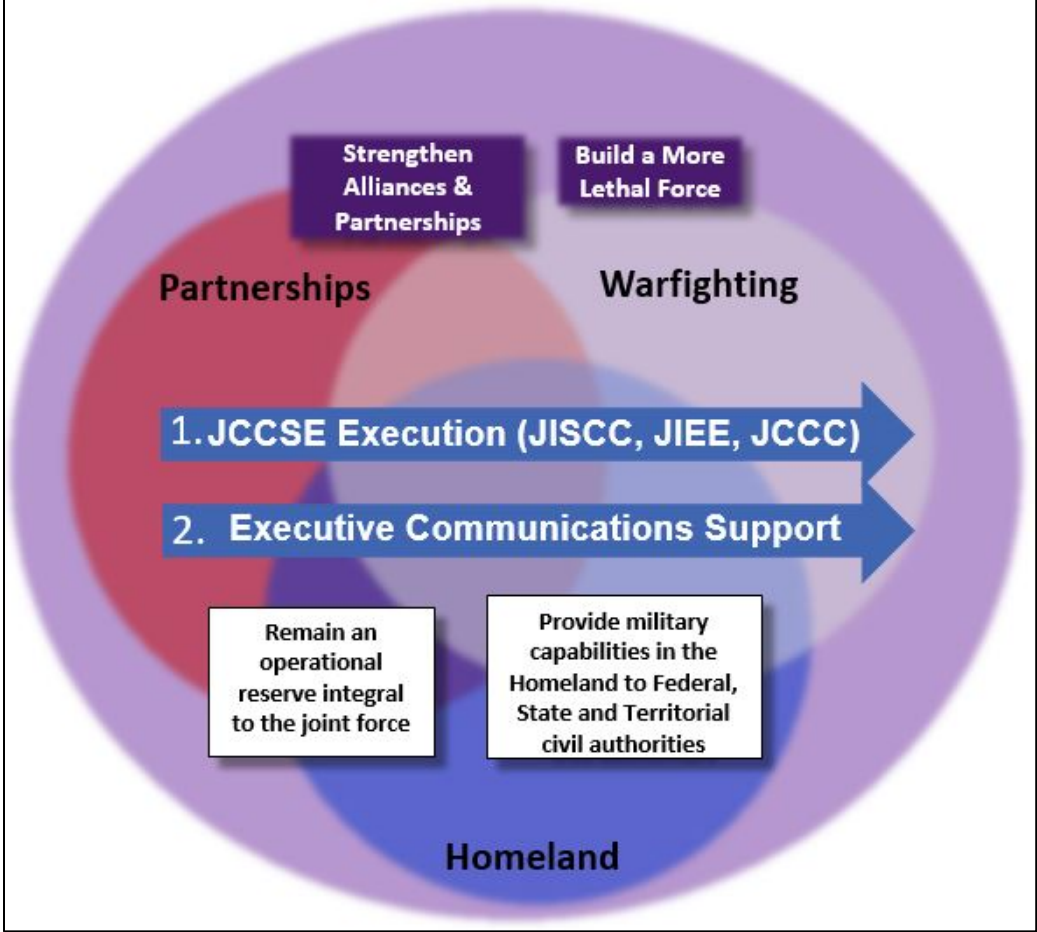 Strengthen
Alliances &
Partnerships
Build a More
Lethal Force
Partnerships
Warfighting
1. JCCSE Execution (JISCC, JIEE, JCCC)
2. Executive Communications Support
Remain an
operational
reserve integral
to the joint force
Provide military
capabilities in the
Homeland to Federal,
State and Territorial
civil authorities
Homeland